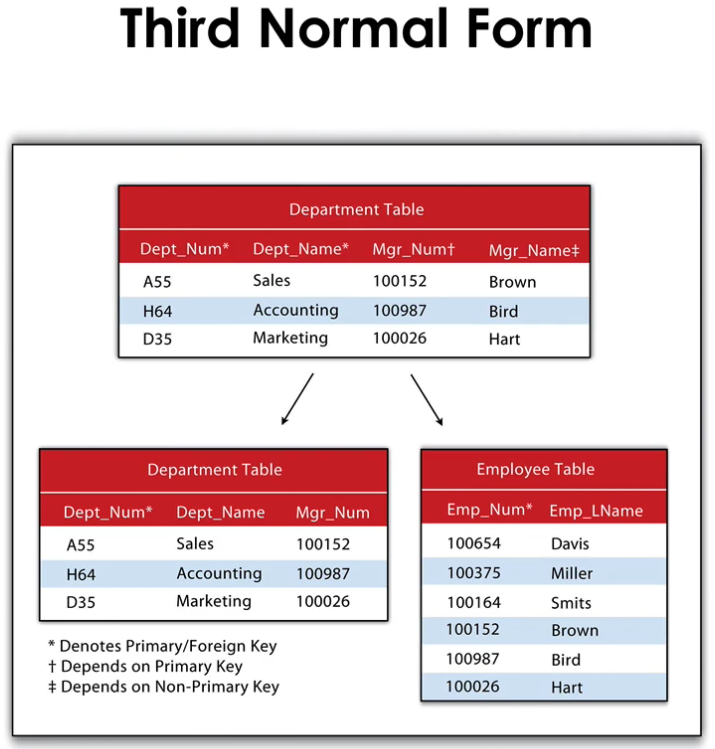 Third Normal Form
Department Table
Dept_Num* Dept_Name* Mgr_Num† Mgr_Name‡
A55 Sales 100152 Brown
H64 Accounting 100987 Bird
D35 Marketing 100026 Hart
Department Table
Dept_Num* Dept_Name Mgr_Num
A55 Sales 100152
H64 Accounting 100987
D35 Marketing 100026
* Denotes Primary/Foreign Key
† Depends on Primary Key
‡ Depends on Non-Primary Key
Employee Table
Emp_Num* Emp_LName
100654 Davis
100375 Miller
100164 Smits
100152 Brown
100987 Bird
100026 Hart